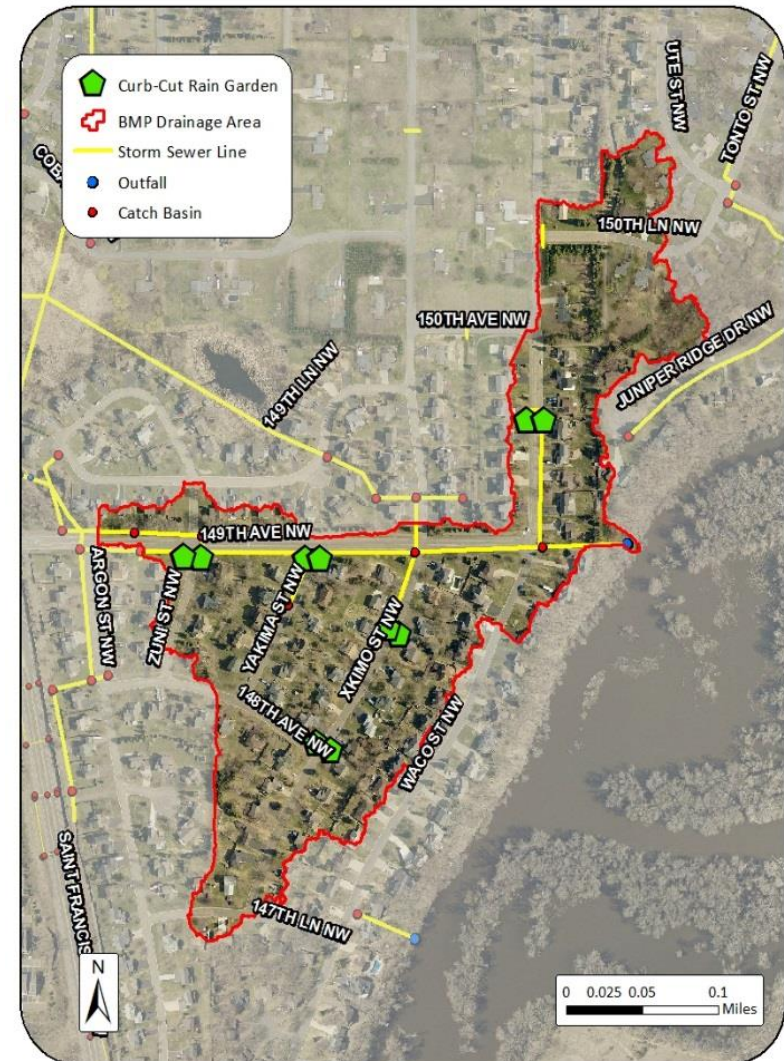 Curb-Cut Rain Garden
BMP Drainage Area
Storm Sewer Line
Outfall
Catch Basin
UTE ST NW
TONTO ST NW
150TH LN NW
150TH AVE NW
JUNIPER RIDGE DR NW
149TH LN NW
149TH AVE NW
ARGON ST NW
ZUNI ST NW
YAKIMA ST NW
XKIMO ST NW
148TH AVE NW
WACO ST NW
SAINT FRANCIS
147TH LN NW
N
0 0.025 0.05 0.1
Miles